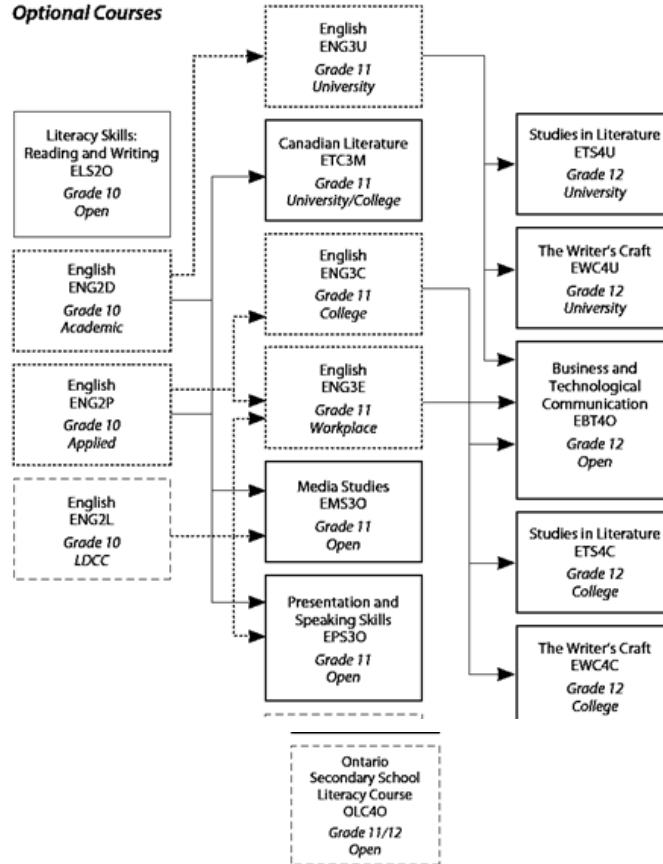 Optional Courses
Literacy Skills:
Reading and Writing
ELS2O
Grade 10
Open
English
ENG2D
Grade 10
Academic
English
ENG2P
Grade 10
Applied
English
ENG2L
Grade 10
LDCC
English
ENG3U
Grade 11
University
Canadian Literature
ETC3M
Grade 11
University/College
English
ENG3C
Grade 11
College
English
ENG3E
Grade 11
Workplace
Media Studies
EMS3O
Grade 11
Open
Presentation and
Speaking Skills
EPS3O
Grade 11
Open
Ontario
Secondary School
Literacy Course
OLC4O
Grade 11/12
Open
Studies in Literature
ETS4U
Grade 12
University
The Writer's Craft
EWC4U
Grade 12
University
Business and
Technological
Communication
EBT4O
Grade 12
Open
Studies in Literature
ETS4C
Grade 12
College
The Writer's Craft
EWC4C
Grade 12
College